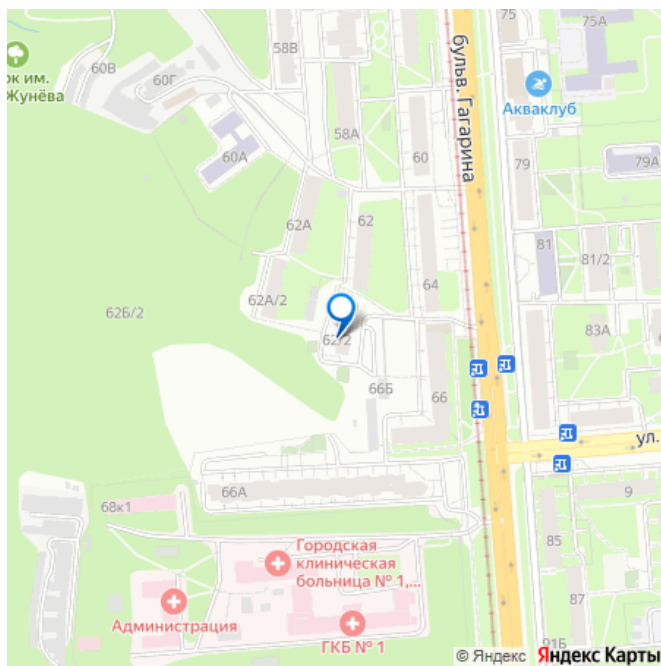 75
75А
58В
60В
60Г
ок им.
Жунёва
бульв. Гагарина
Акваклуб
58А
60
79
79А
60А
62А
62
81
81/2
64
62А/2
62Б/2
62/2
83А
66Б
66
ул.
66А
9
68к1
85
Городская
клиническая
больница № 1,...
87
Администрация
ГКБ № 1
91Б
© Яндекс Яндекс Карты